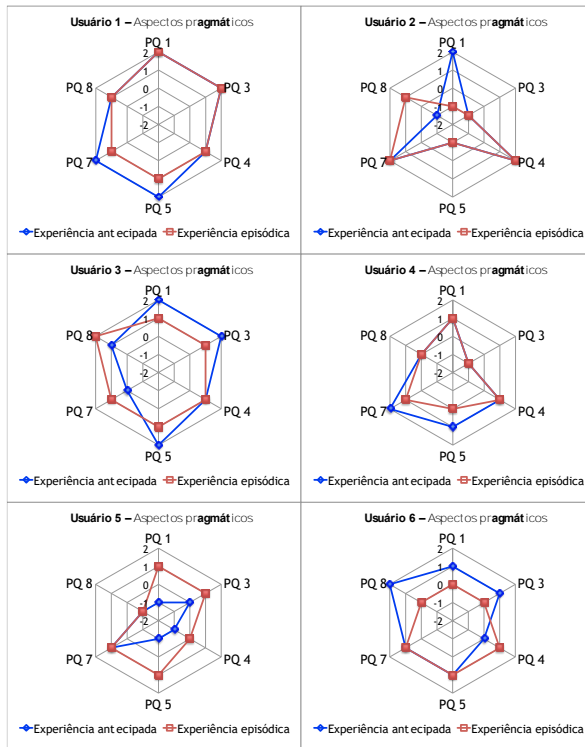 Usuário 1 – Aspectos pragmáticos
PQ 1
2
1
0
-1
-2
PQ 3
PQ 4
PQ 5
PQ 7
PQ 8
Experiência antecipada Experiência episódica
Usuário 2 – Aspectos pragmáticos
PQ 1
2
1
0
-1
-2
PQ 3
PQ 4
PQ 5
PQ 7
PQ 8
Experiência antecipada Experiência episódica
Usuário 3 – Aspectos pragmáticos
PQ 1
2
1
0
-1
-2
PQ 3
PQ 4
PQ 5
PQ 7
PQ 8
Experiência antecipada Experiência episódica
Usuário 4 – Aspectos pragmáticos
PQ 1
2
1
0
-1
-2
PQ 3
PQ 4
PQ 5
PQ 7
PQ 8
Experiência antecipada Experiência episódica
Usuário 5 – Aspectos pragmáticos
PQ 1
2
1
0
-1
-2
PQ 3
PQ 4
PQ 5
PQ 7
PQ 8
Experiência antecipada Experiência episódica
Usuário 6 – Aspectos pragmáticos
PQ 1
2
1
0
-1
-2
PQ 3
PQ 4
PQ 5
PQ 7
PQ 8
Experiência antecipada Experiência episódica